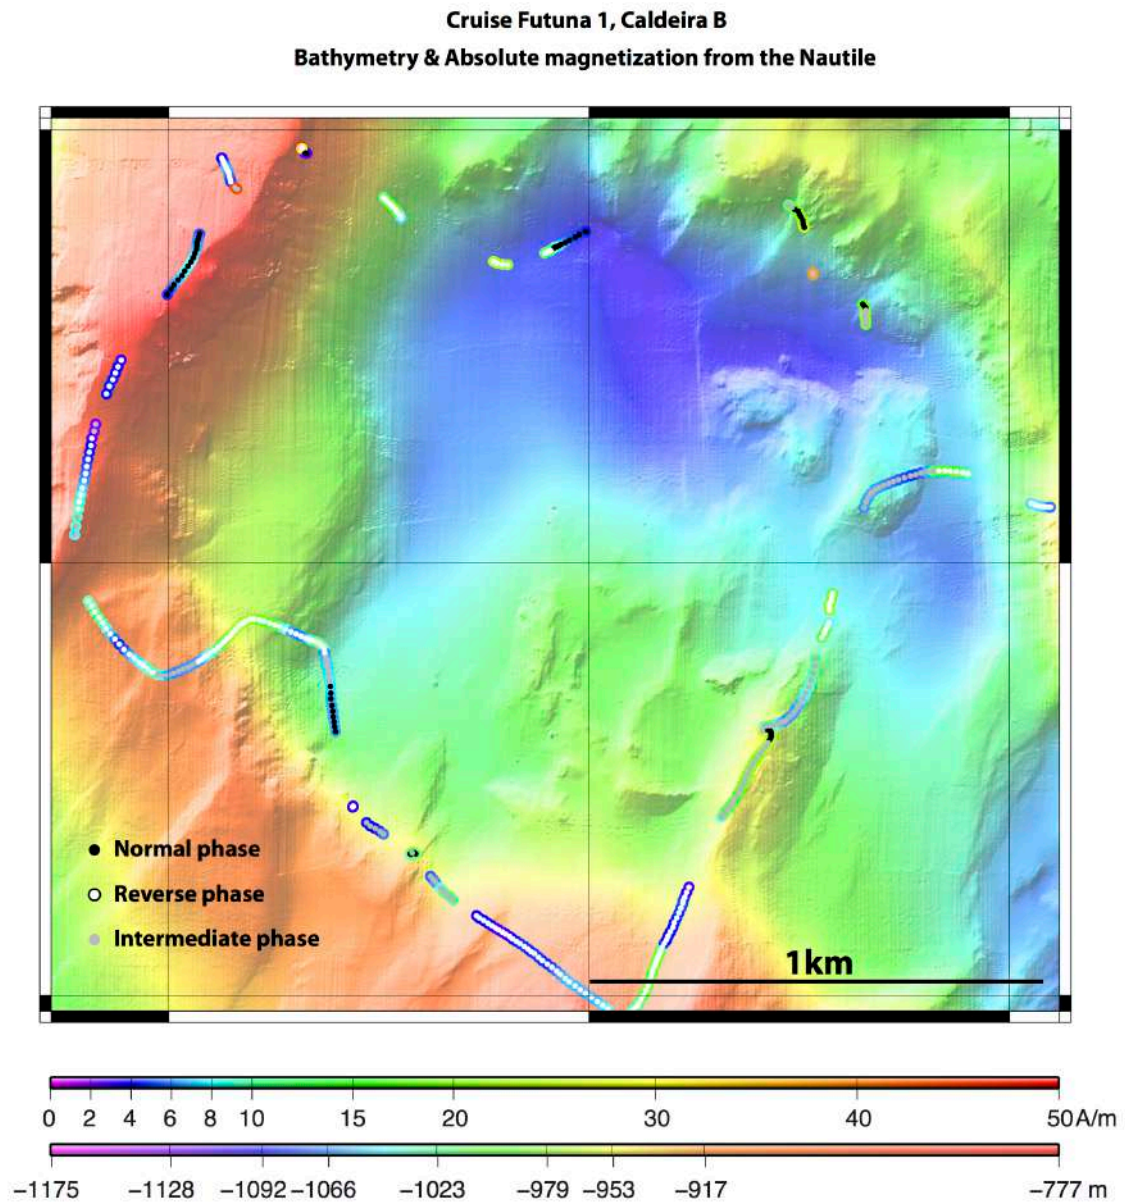 Cruise Futuna 1, Caldeira B
Bathymetry & Absolute magnetization from the Nautile
Normal phase
Reverse phase
Intermediate phase
1km
0 2 4 6 8 10 15 20 30 40 50 A/m
−1175 −1128 −1092 −1066 −1023 −979 −953 −917 −777 m